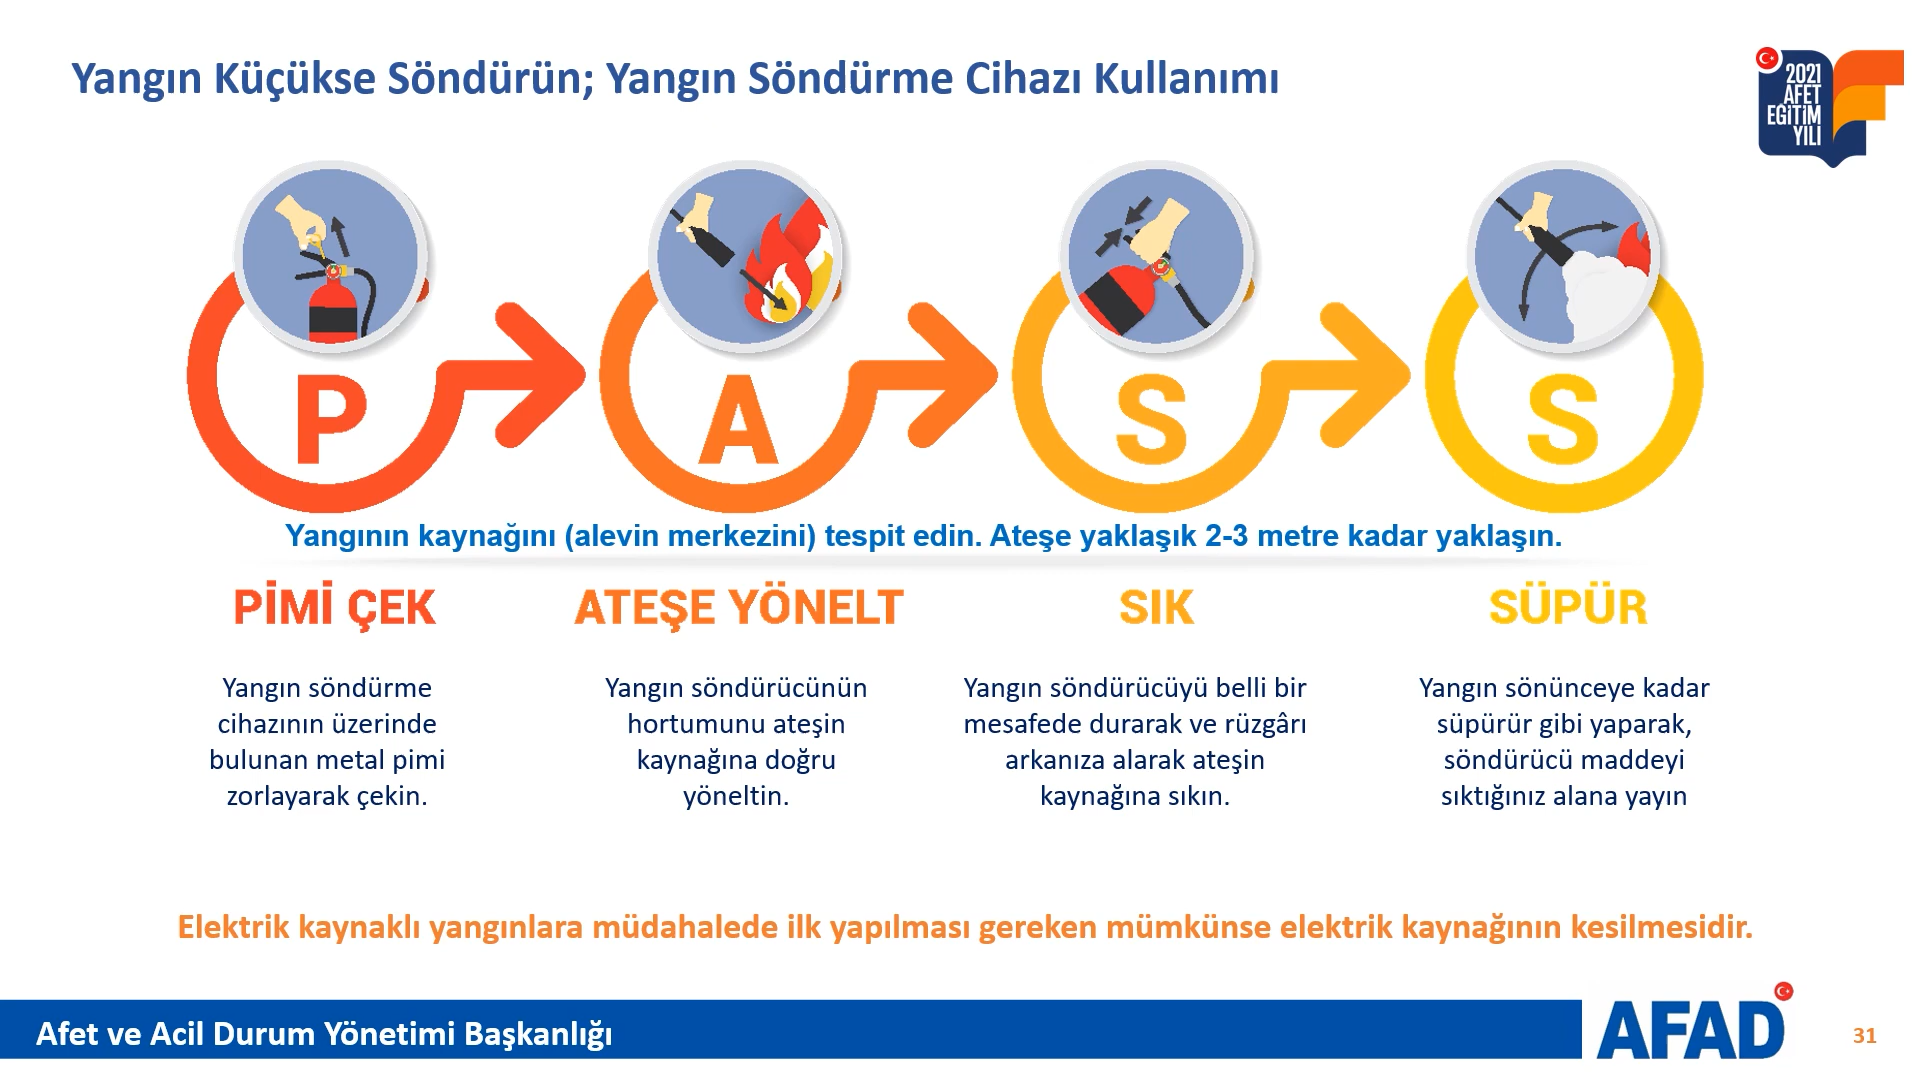 Yangın Küçükse Söndürün; Yangın Söndürme Cihazı Kullanımı
2021
AFET
EĞİTİM
YILI
P
A
S
S
Yangının kaynağını (alevin merkezini) tespit edin. Ateşe yaklaşık 2-3 metre kadar yaklaşın.
PİMİ ÇEK
Yangın söndürme
cihazının üzerinde
bulunan metal pimi
zorlayarak çekin.
ATEŞE YÖNELT
Yangın söndürücünün
hortumunu ateşin
kaynağına doğru
yöneltin.
SIK
Yangın söndürücüyü belli bir
mesafede durarak ve rüzgârı
arkanıza alarak ateşin
kaynağına sıkın.
SÜPÜR
Yangın sönünceye kadar
süpürür gibi yaparak,
söndürücü maddeyi
sıktığınız alana yayın
Elektrik kaynaklı yangınlara müdahalede ilk yapılması gereken mümkünse elektrik kaynağının kesilmesidir.
Afet ve Acil Durum Yönetimi Başkanlığı
AFAD
31